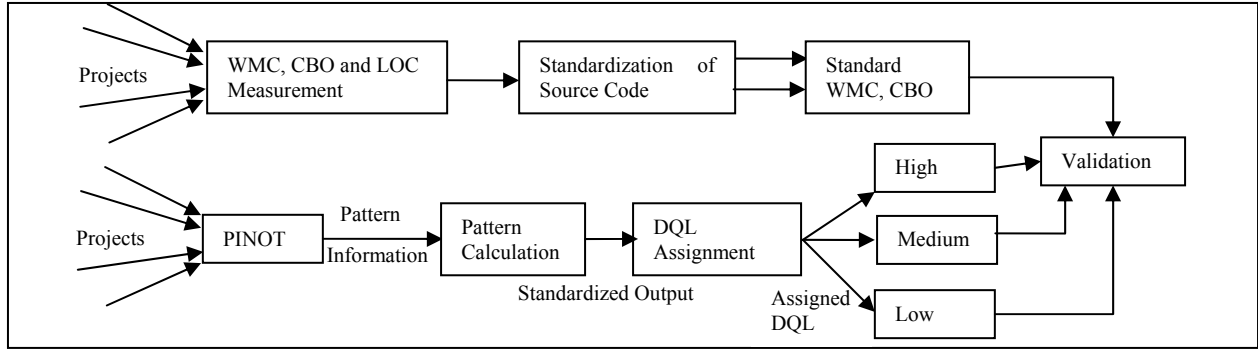 Projects
WMC, CBO and LOC
Measurement
Standardization of
Source Code
Standard
WMC, CBO
Validation
High
Medium
Low
Projects
PINOT
Pattern
Information
Pattern
Calculation
Standardized Output
DQL
Assignment
Assigned
DQL